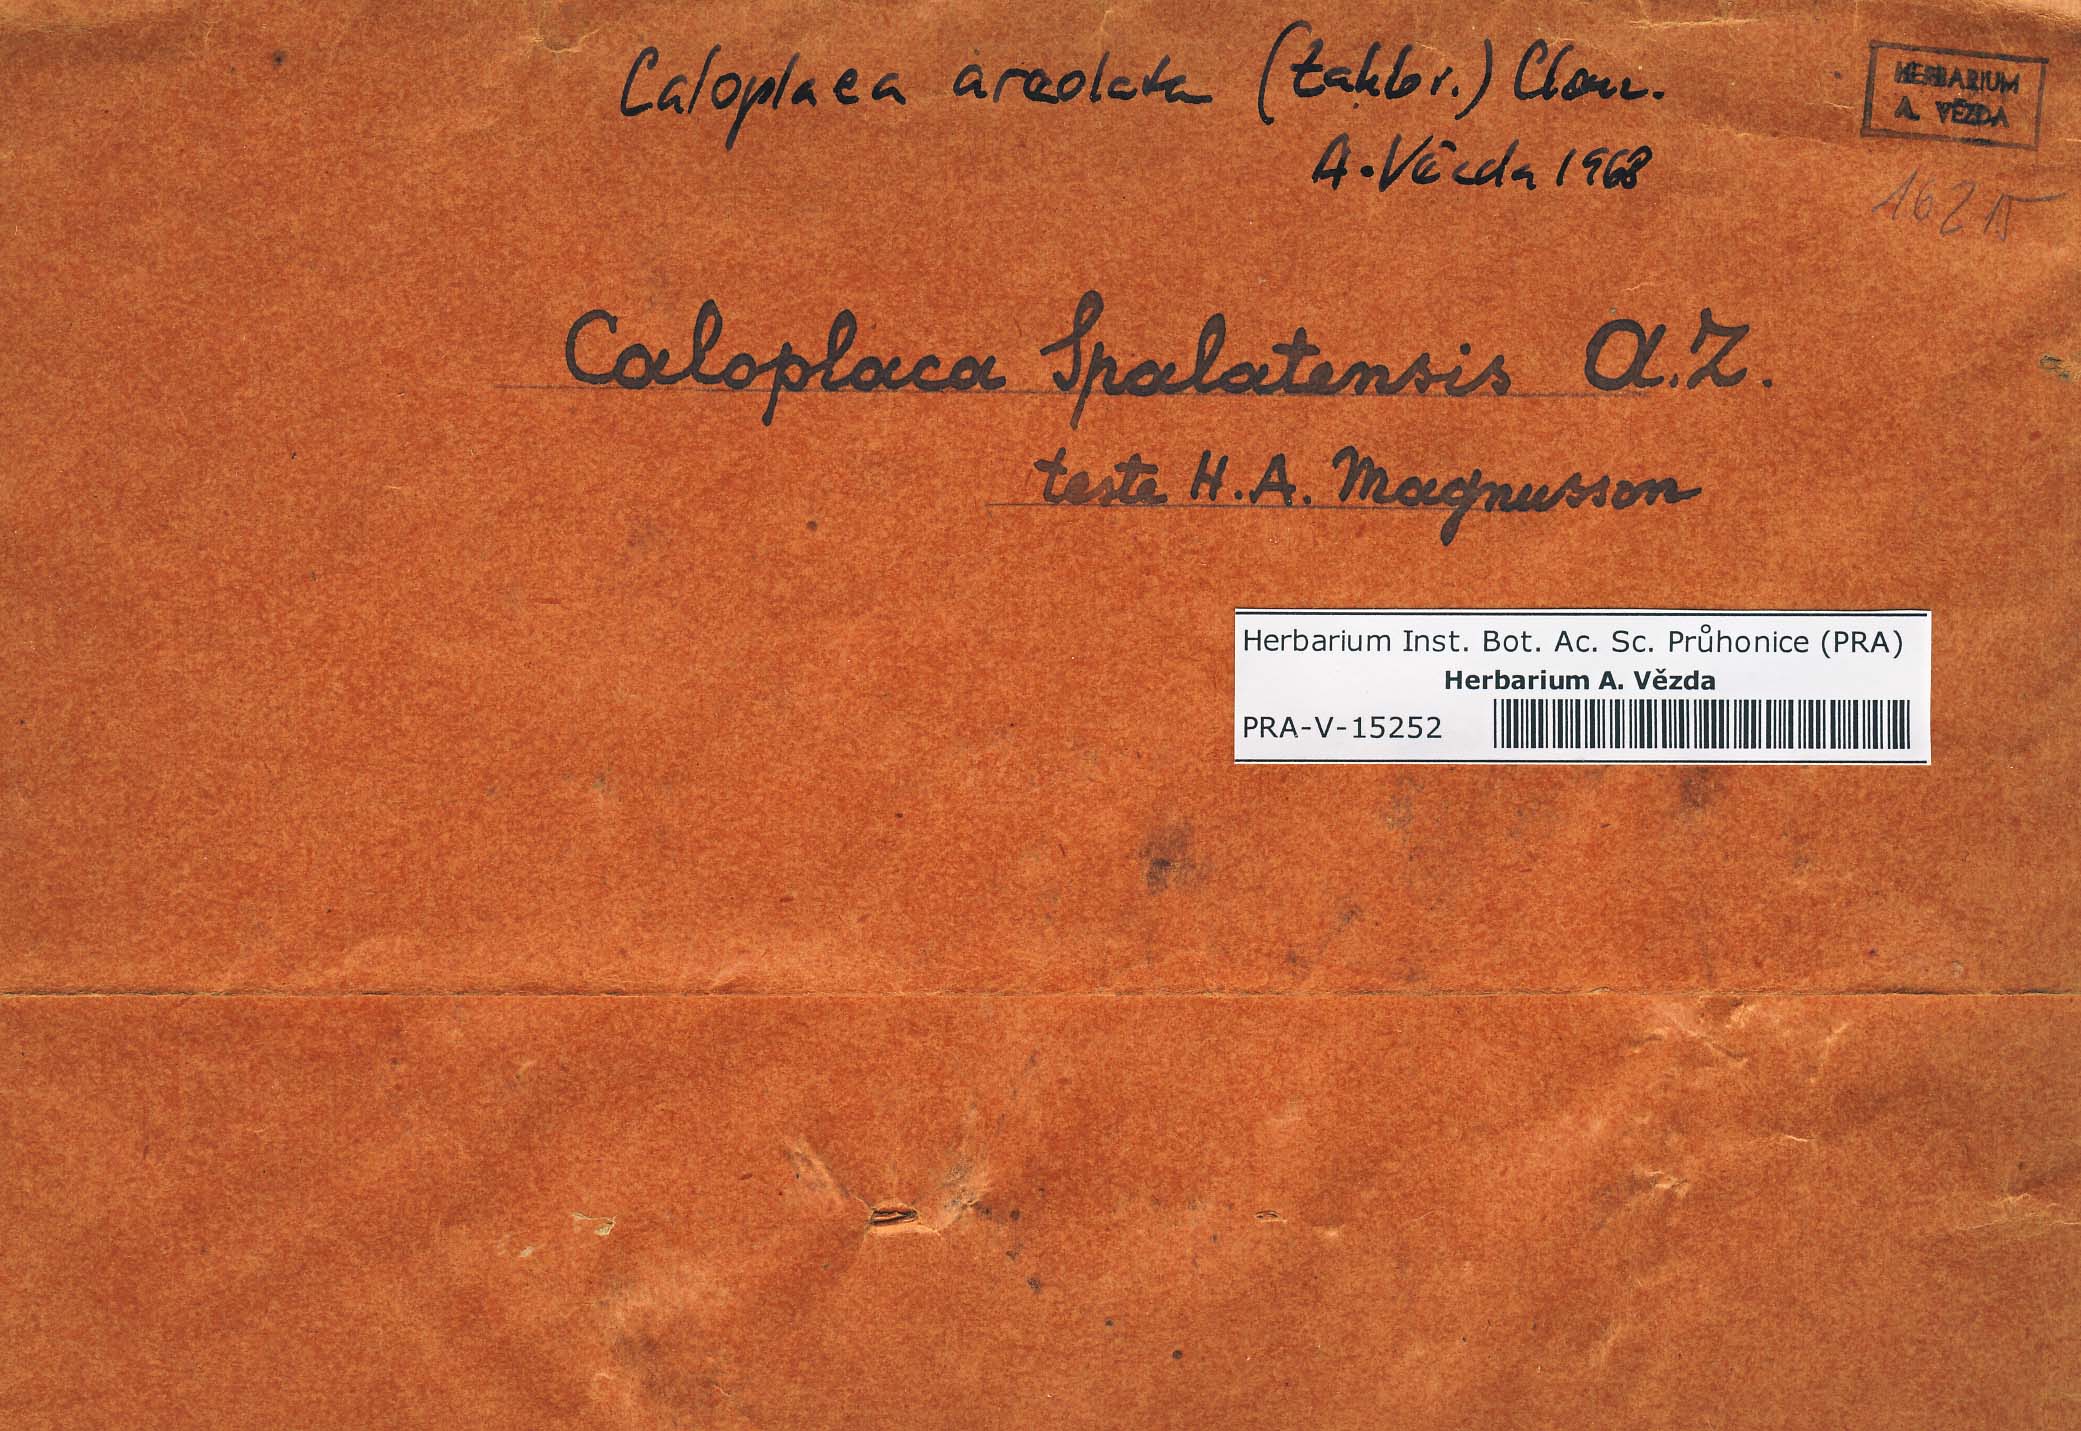 Caloplaca areolata (Zahlbr.) Clau.
HERBARIUM
A. VĚZDA
A. Vězda 1968
16215
Caloplaca Spalatensis A.Z.
teste H.A. Magnusson
Herbarium Inst. Bot. Ac. Sc. Průhonice (PRA)
Herbarium A. Vězda
PRA-V-15252